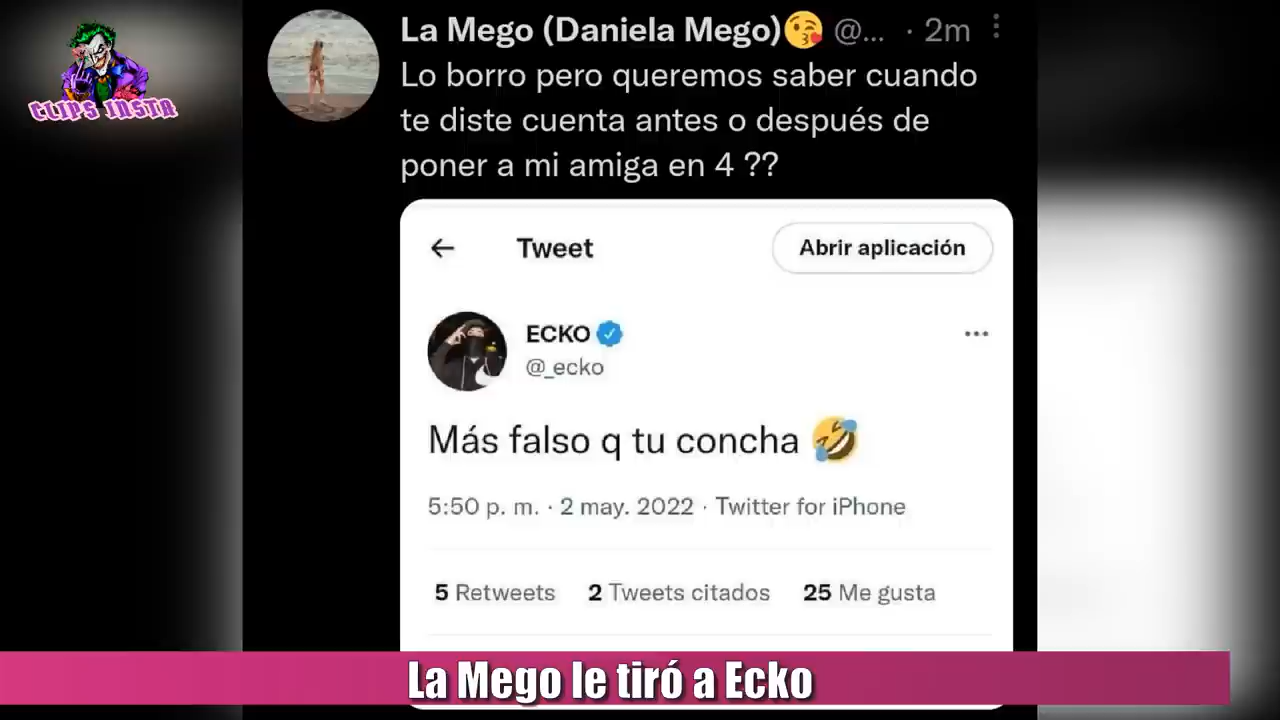 CLIPS INSTA
La Mego (Daniela Mego)😘 @... · 2m
Lo borro pero queremos saber cuando
te diste cuenta antes o después de
poner a mi amiga en 4 ??
Tweet
Abrir aplicación
ECKO
@_ecko
Más falso q tu concha 🤣
5:50 p. m. · 2 may. 2022 · Twitter for iPhone
5 Retweets 2 Tweets citados 25 Me gusta
La Mego le tiró a Ecko